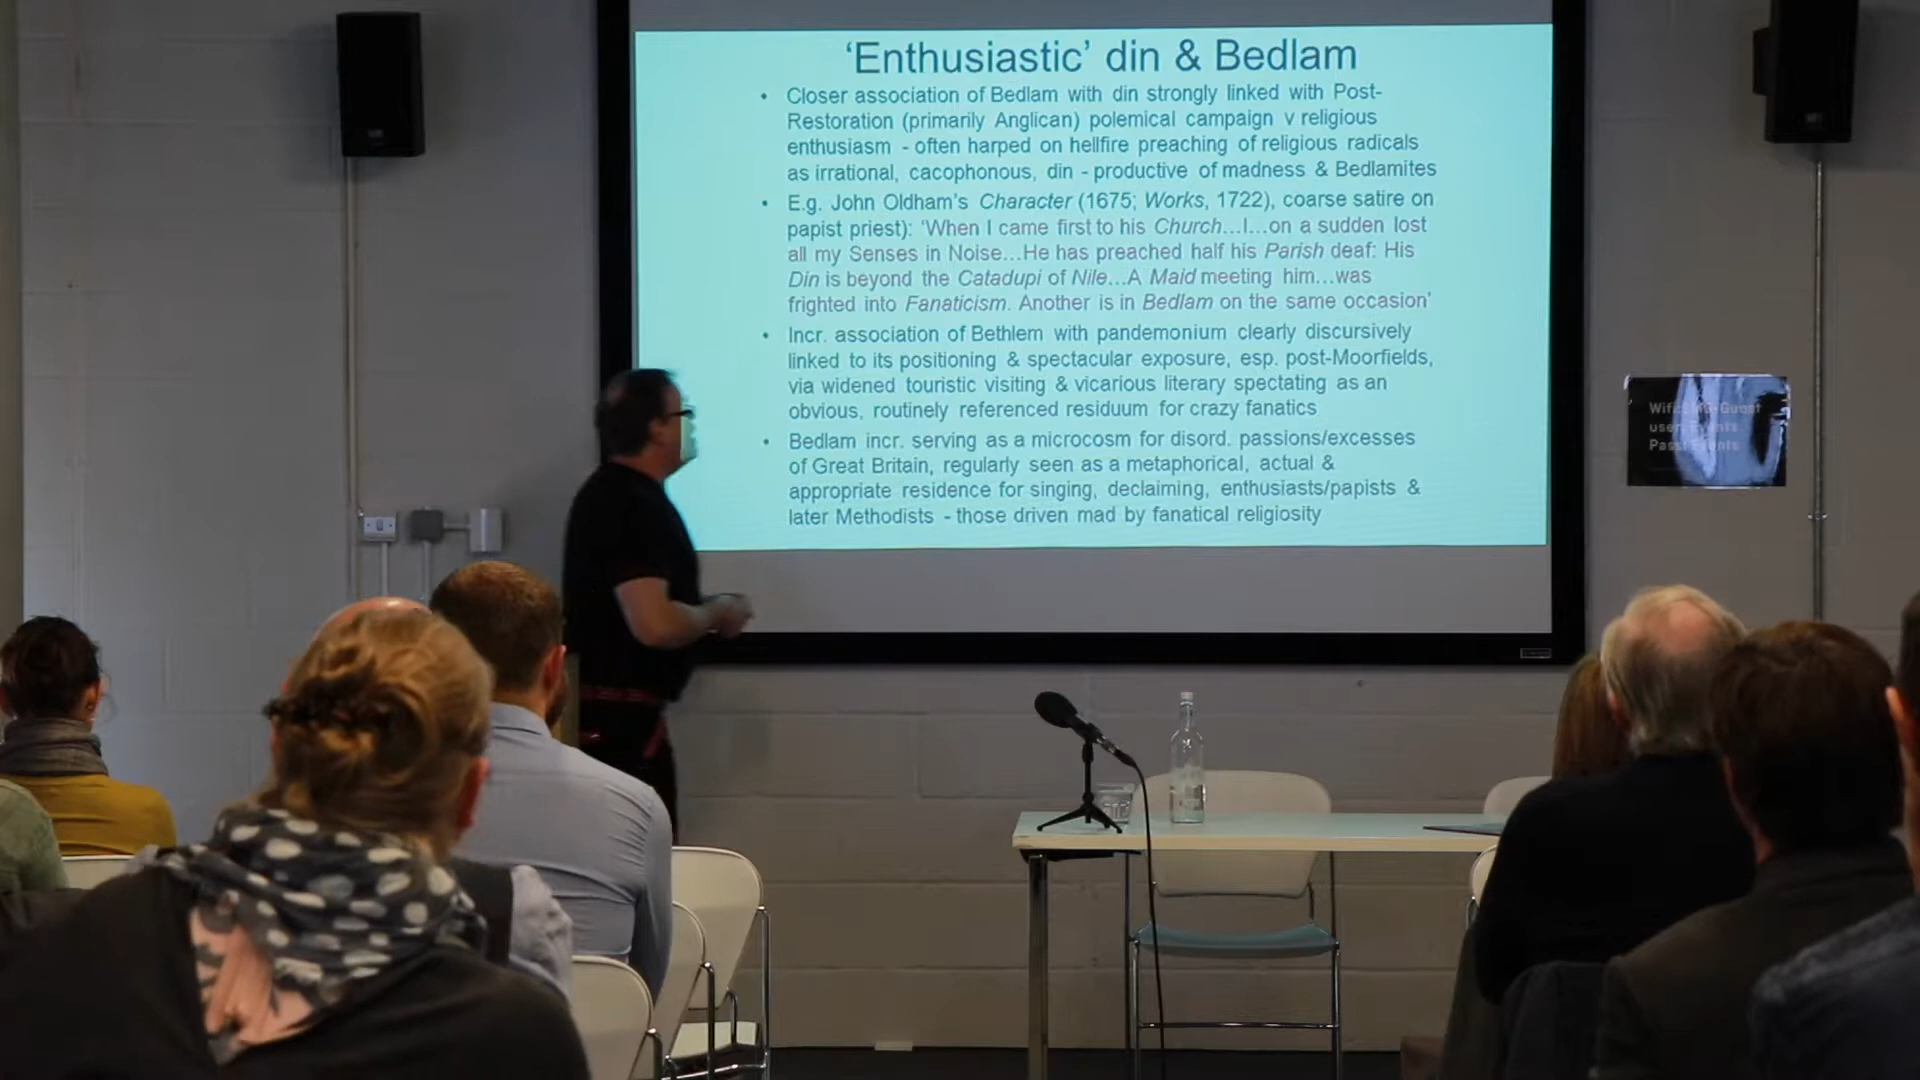 ‘Enthusiastic’ din & Bedlam
• Closer association of Bedlam with din strongly linked with Post-
Restoration (primarily Anglican) polemical campaign v religious
enthusiasm - often harped on hellfire preaching of religious radicals
as irrational, cacophonous, din - productive of madness & Bedlamites
• E.g. John Oldham’s Character (1675; Works, 1722), coarse satire on
papist priest): ‘When I came first to his Church...I...on a sudden lost
all my Senses in Noise...He has preached half his Parish deaf: His
Din is beyond the Catadupi of Nile...A Maid meeting him...was
frighted into Fanaticism. Another is in Bedlam on the same occasion’
• Incr. association of Bethlem with pandemonium clearly discursively
linked to its positioning & spectacular exposure, esp. post-Moorfields,
via widened touristic visiting & vicarious literary spectating as an
obvious, routinely referenced residuum for crazy fanatics
• Bedlam incr. serving as a microcosm for disord. passions/excesses
of Great Britain, regularly seen as a metaphorical, actual &
appropriate residence for singing, declaiming, enthusiasts/papists &
later Methodists - those driven mad by fanatical religiosity
Guest